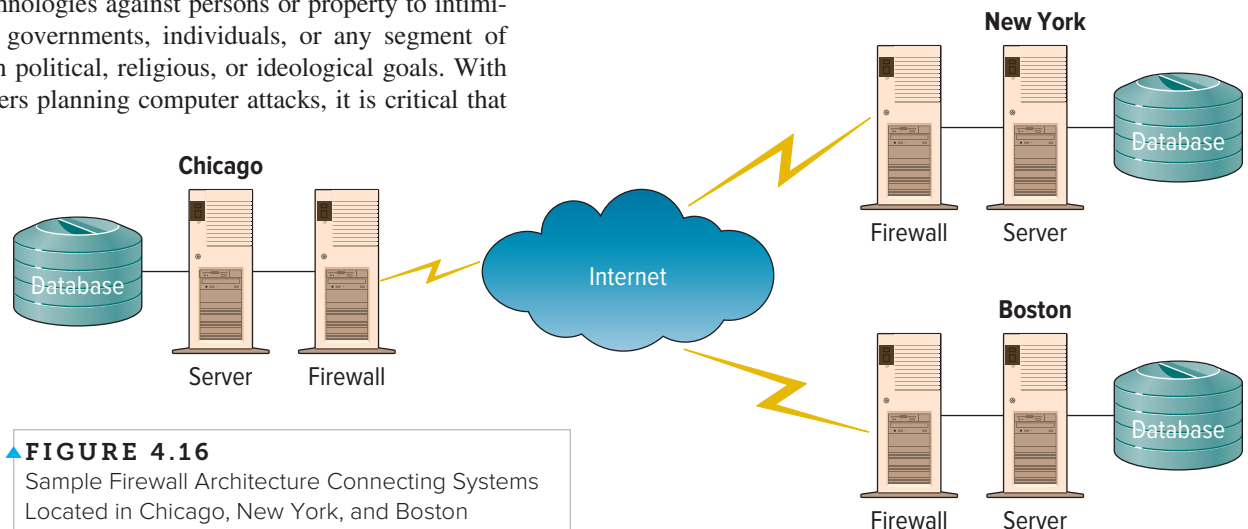 chnologies against persons or property to intimi-
governments, individuals, or any segment of
political, religious, or ideological goals. With
ers planning computer attacks, it is critical that
Chicago
Database
Server
Firewall
Internet
New York
Firewall
Server
Database
Boston
Firewall
Server
Database
FIGURE 4.16
Sample Firewall Architecture Connecting Systems
Located in Chicago, New York, and Boston